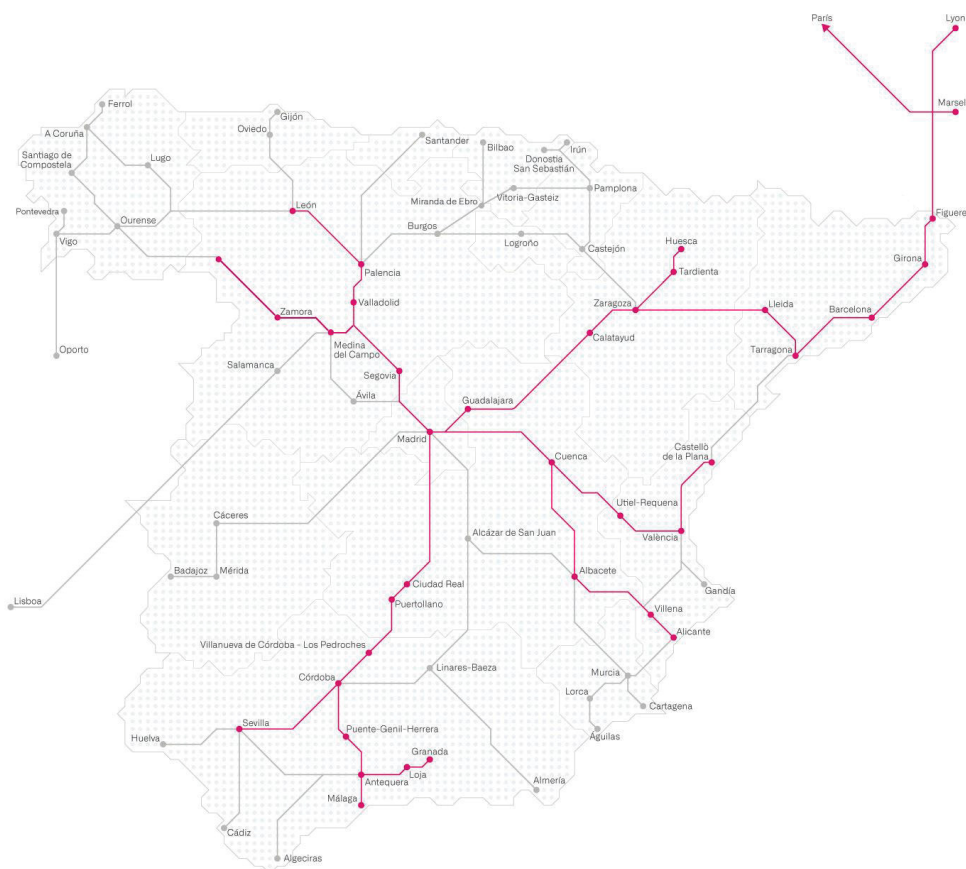 París
Lyon
Marsel
Ferrol
Gijón
A Coruña
Oviedo
Santander
Bilbao
Irún
Donostia
San Sebastián
Santiago de
Compostela
Lugo
Vitoria-Gasteiz
Pamplona
León
Miranda de Ebro
Pontevedra
Ourense
Burgos
Logroño
Figuere
Vigo
Castejón
Huesca
Palencia
Tardienta
Girona
Valladolid
Zaragoza
Lleida
Barcelona
Zamora
Calatayud
Oporto
Medina
del Campo
Tarragona
Salamanca
Segovia
Ávila
Guadalajara
Madrid
Castelló
de la Plana
Cuenca
Utiel-Requena
Cáceres
Alcázar de San Juan
València
Badajoz
Mérida
Ciudad Real
Albacete
Gandía
Lisboa
Puertollano
Villena
Alicante
Villanueva de Córdoba - Los Pedroches
Linares-Baeza
Murcia
Córdoba
Lorca
Cartagena
Sevilla
Huelva
Puente-Genil-Herrera
Águilas
Granada
Antequera
Loja
Almería
Málaga
Cádiz
Algeciras